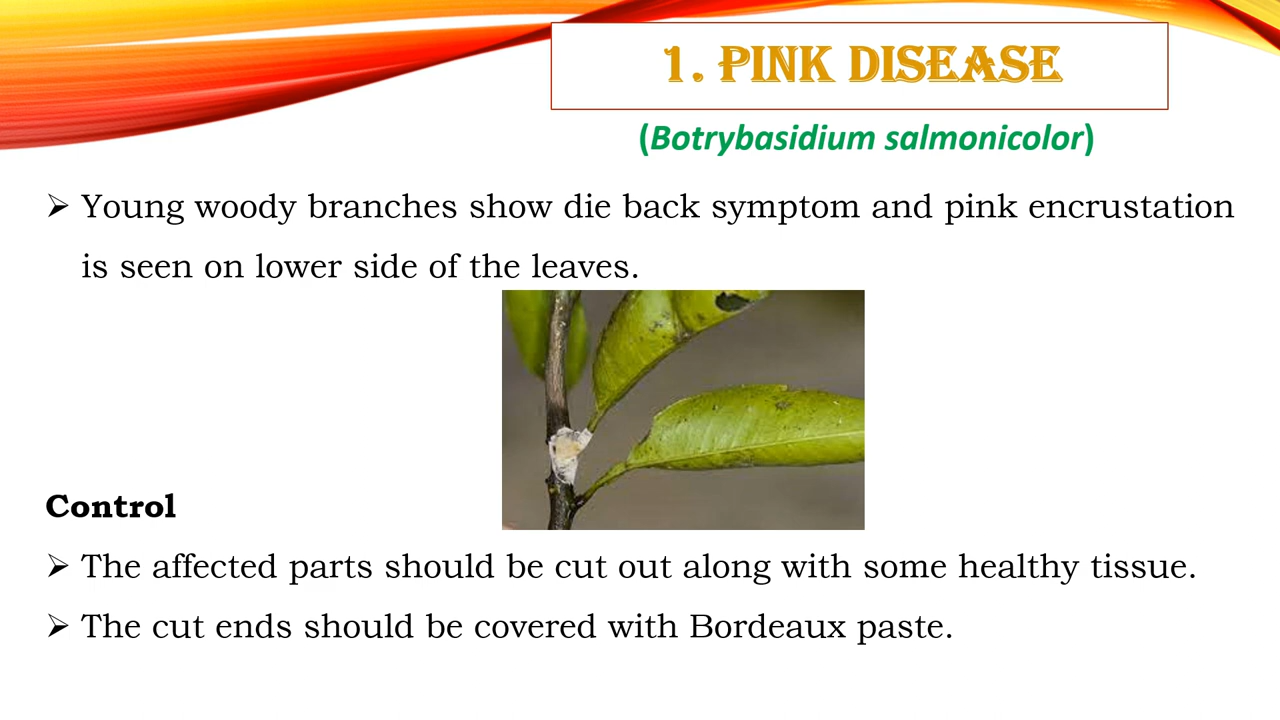 1. PINK DISEASE
(Botrybasidium salmonicolor)
➢ Young woody branches show die back symptom and pink encrustation
is seen on lower side of the leaves.
Control
➢ The affected parts should be cut out along with some healthy tissue.
➢ The cut ends should be covered with Bordeaux paste.